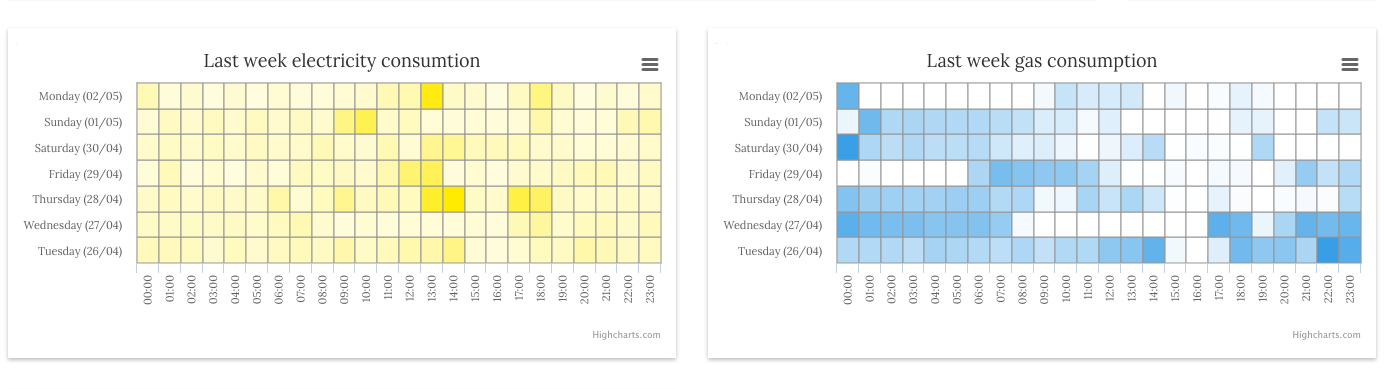 Last week electricity consumtion
Monday (02/05)
Sunday (01/05)
Saturday (30/04)
Friday (29/04)
Thursday (28/04)
Wednesday (27/04)
Tuesday (26/04)
00:00
01:00
02:00
03:00
04:00
05:00
06:00
07:00
08:00
09:00
10:00
11:00
12:00
13:00
14:00
15:00
16:00
17:00
18:00
19:00
20:00
21:00
22:00
23:00
Highcharts.com
Last week gas consumption
Monday (02/05)
Sunday (01/05)
Saturday (30/04)
Friday (29/04)
Thursday (28/04)
Wednesday (27/04)
Tuesday (26/04)
00:00
01:00
02:00
03:00
04:00
05:00
06:00
07:00
08:00
09:00
10:00
11:00
12:00
13:00
14:00
15:00
16:00
17:00
18:00
19:00
20:00
21:00
22:00
23:00
Highcharts.com